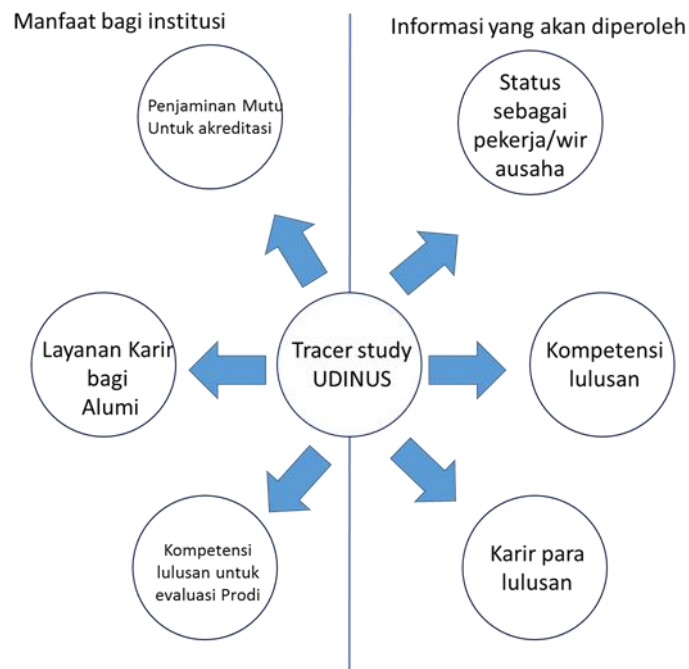 Manfaat bagi institusi
Informasi yang akan diperoleh
Penjaminan Mutu
Untuk akreditasi
Status
sebagai
pekerja/wir
ausaha
Layanan Karir
bagi
Alumi
Tracer study
UDINUS
Kompetensi
lulusan
Kompetensi
lulusan untuk
evaluasi Prodi
Karir para
lulusan